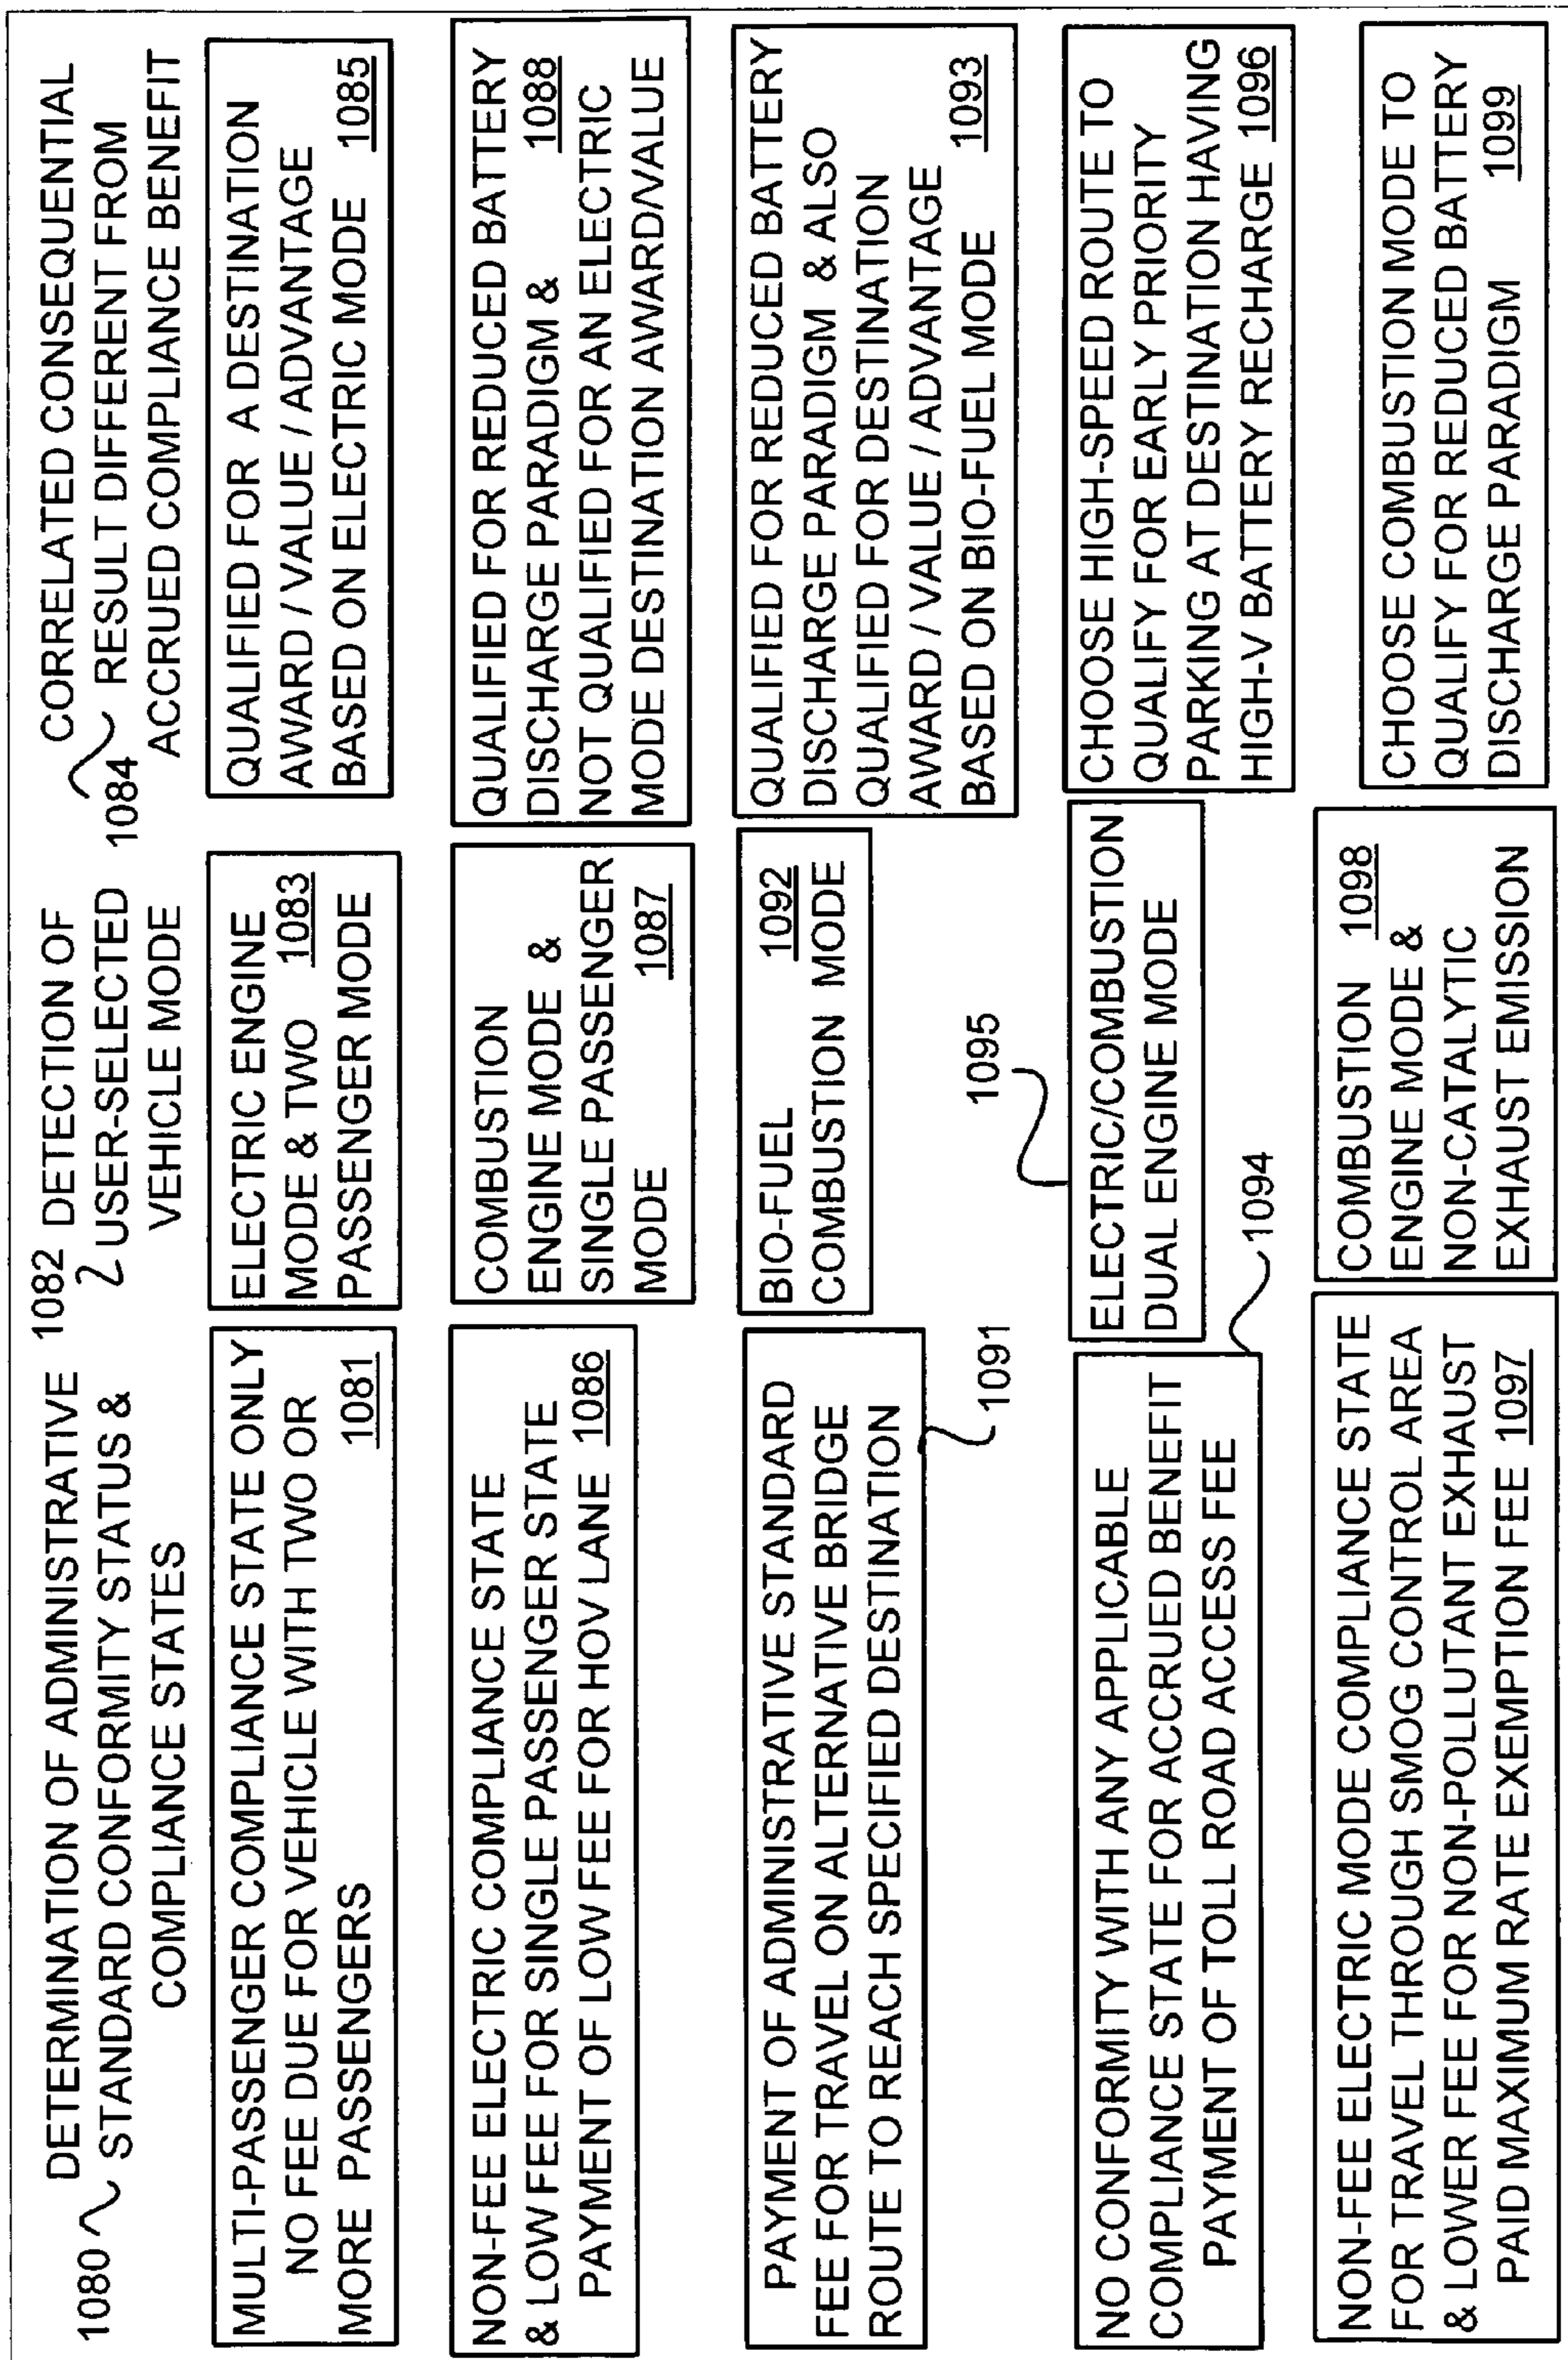 1080 DETERMINATION OF ADMINISTRATIVE
STANDARD CONFORMITY STATUS &
COMPLIANCE STATES
1082 DETECTION OF
USER-SELECTED
VEHICLE MODE
1084 CORRELATED CONSEQUENTIAL
RESULT DIFFERENT FROM
ACCRUED COMPLIANCE BENEFIT
MULTI-PASSENGER COMPLIANCE STATE ONLY
NO FEE DUE FOR VEHICLE WITH TWO OR
MORE PASSENGERS 1081
ELECTRIC ENGINE
MODE & TWO 1083
PASSENGER MODE
QUALIFIED FOR A DESTINATION
AWARD / VALUE / ADVANTAGE
BASED ON ELECTRIC MODE 1085
NON-FEE ELECTRIC COMPLIANCE STATE
& LOW FEE FOR SINGLE PASSENGER STATE
PAYMENT OF LOW FEE FOR HOV LANE 1086
COMBUSTION
ENGINE MODE &
SINGLE PASSENGER
MODE 1087
QUALIFIED FOR REDUCED BATTERY
DISCHARGE PARADIGM & 1088
NOT QUALIFIED FOR AN ELECTRIC
MODE DESTINATION AWARD/VALUE
PAYMENT OF ADMINISTRATIVE STANDARD
FEE FOR TRAVEL ON ALTERNATIVE BRIDGE
ROUTE TO REACH SPECIFIED DESTINATION
1091
BIO-FUEL 1092
COMBUSTION MODE
QUALIFIED FOR REDUCED BATTERY
DISCHARGE PARADIGM & ALSO
QUALIFIED FOR DESTINATION
AWARD / VALUE / ADVANTAGE
BASED ON BIO-FUEL MODE 1093
NO CONFORMITY WITH ANY APPLICABLE
COMPLIANCE STATE FOR ACCRUED BENEFIT
PAYMENT OF TOLL ROAD ACCESS FEE
1094
1095
ELECTRIC/COMBUSTION
DUAL ENGINE MODE
CHOOSE HIGH-SPEED ROUTE TO
QUALIFY FOR EARLY PRIORITY
PARKING AT DESTINATION HAVING
HIGH-V BATTERY RECHARGE 1096
NON-FEE ELECTRIC MODE COMPLIANCE STATE
FOR TRAVEL THROUGH SMOG CONTROL AREA
& LOWER FEE FOR NON-POLLUTANT EXHAUST
PAID MAXIMUM RATE EXEMPTION FEE 1097
COMBUSTION 1098
ENGINE MODE &
NON-CATALYTIC
EXHAUST EMISSION
CHOOSE COMBUSTION MODE TO
QUALIFY FOR REDUCED BATTERY
DISCHARGE PARADIGM 1099